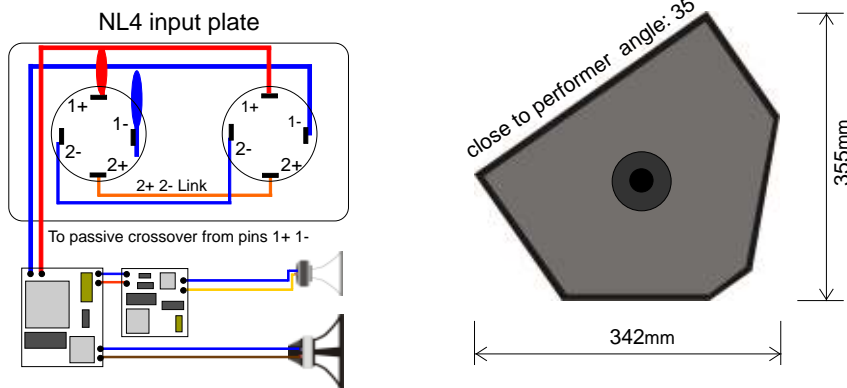 NL4 input plate
1+
1-
2-
2+
1+
1-
2-
2+
2+ 2- Link
To passive crossover from pins 1+ 1-
close to performer angle: 35
355mm
342mm